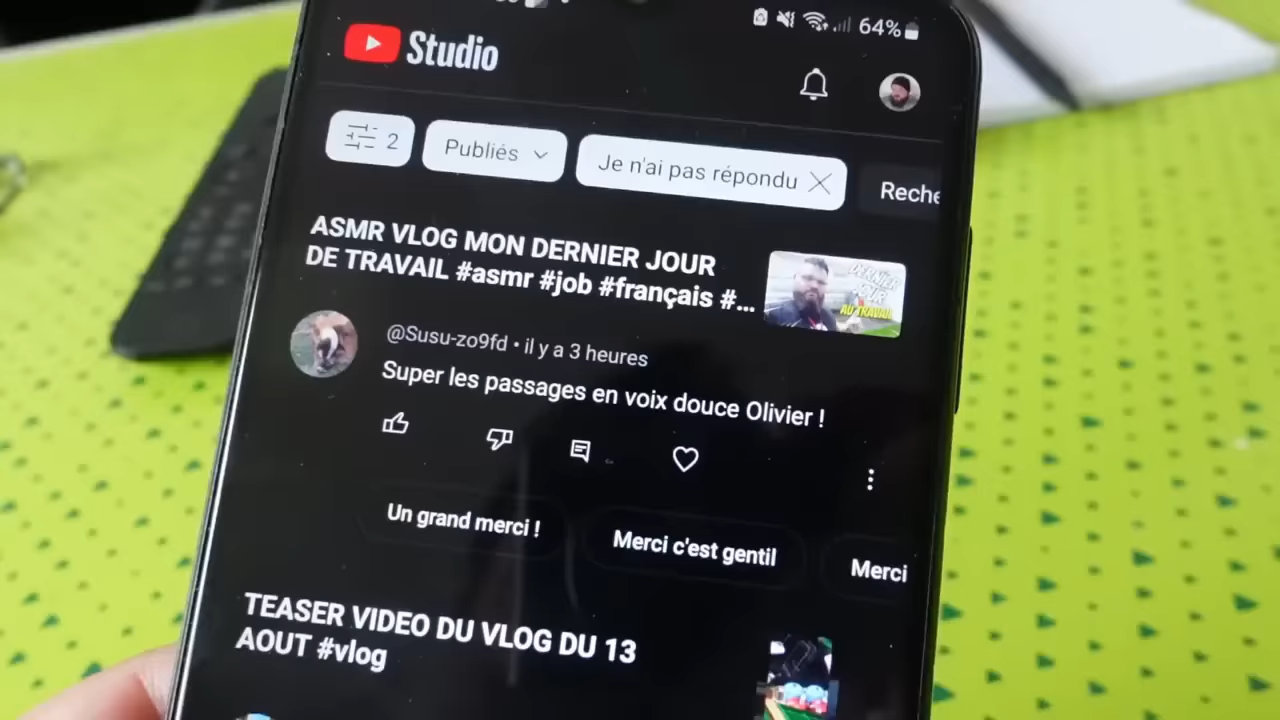 64%
Studio
2
Publiés
Je n'ai pas répondu
Reche
ASMR VLOG MON DERNIER JOUR
DE TRAVAIL #asmr #job #français #...
DERNIER
JOUR
AU TRAVAIL
@Susu-zo9fd • il y a 3 heures
Super les passages en voix douce Olivier !
Un grand merci !
Merci c'est gentil
Merci
TEASER VIDEO DU VLOG DU 13
AOUT #vlog